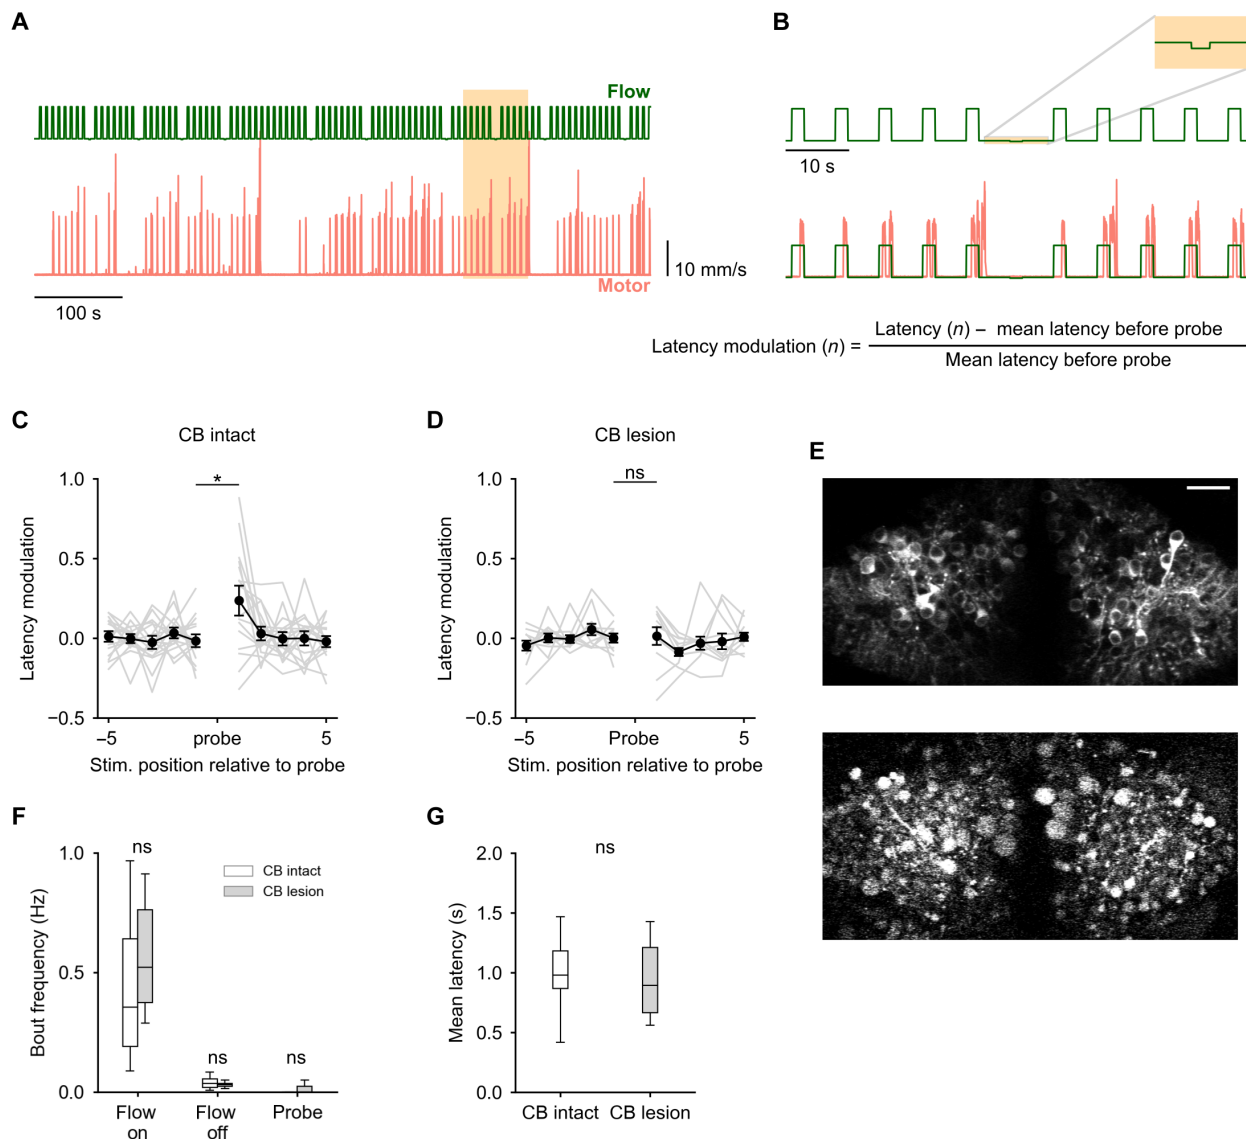 A
Flow
Motor
10 mm/s
100 s
B
10 s
Latency modulation (n) =
Latency (n) – mean latency before probe
Mean latency before probe
C
CB intact
*
1.0
0.5
0.0
−0.5
Latency modulation
−5
probe
5
Stim. position relative to probe
D
CB lesion
ns
1.0
0.5
0.0
−0.5
Latency modulation
−5
Probe
5
Stim. position relative to probe
E
F
ns
CB intact
CB lesion
1.0
0.5
0.0
Bout frequency (Hz)
ns
ns
Flow
on
Flow
off
Probe
G
ns
2.0
1.5
1.0
0.5
0.0
Mean latency (s)
CB intact
CB lesion